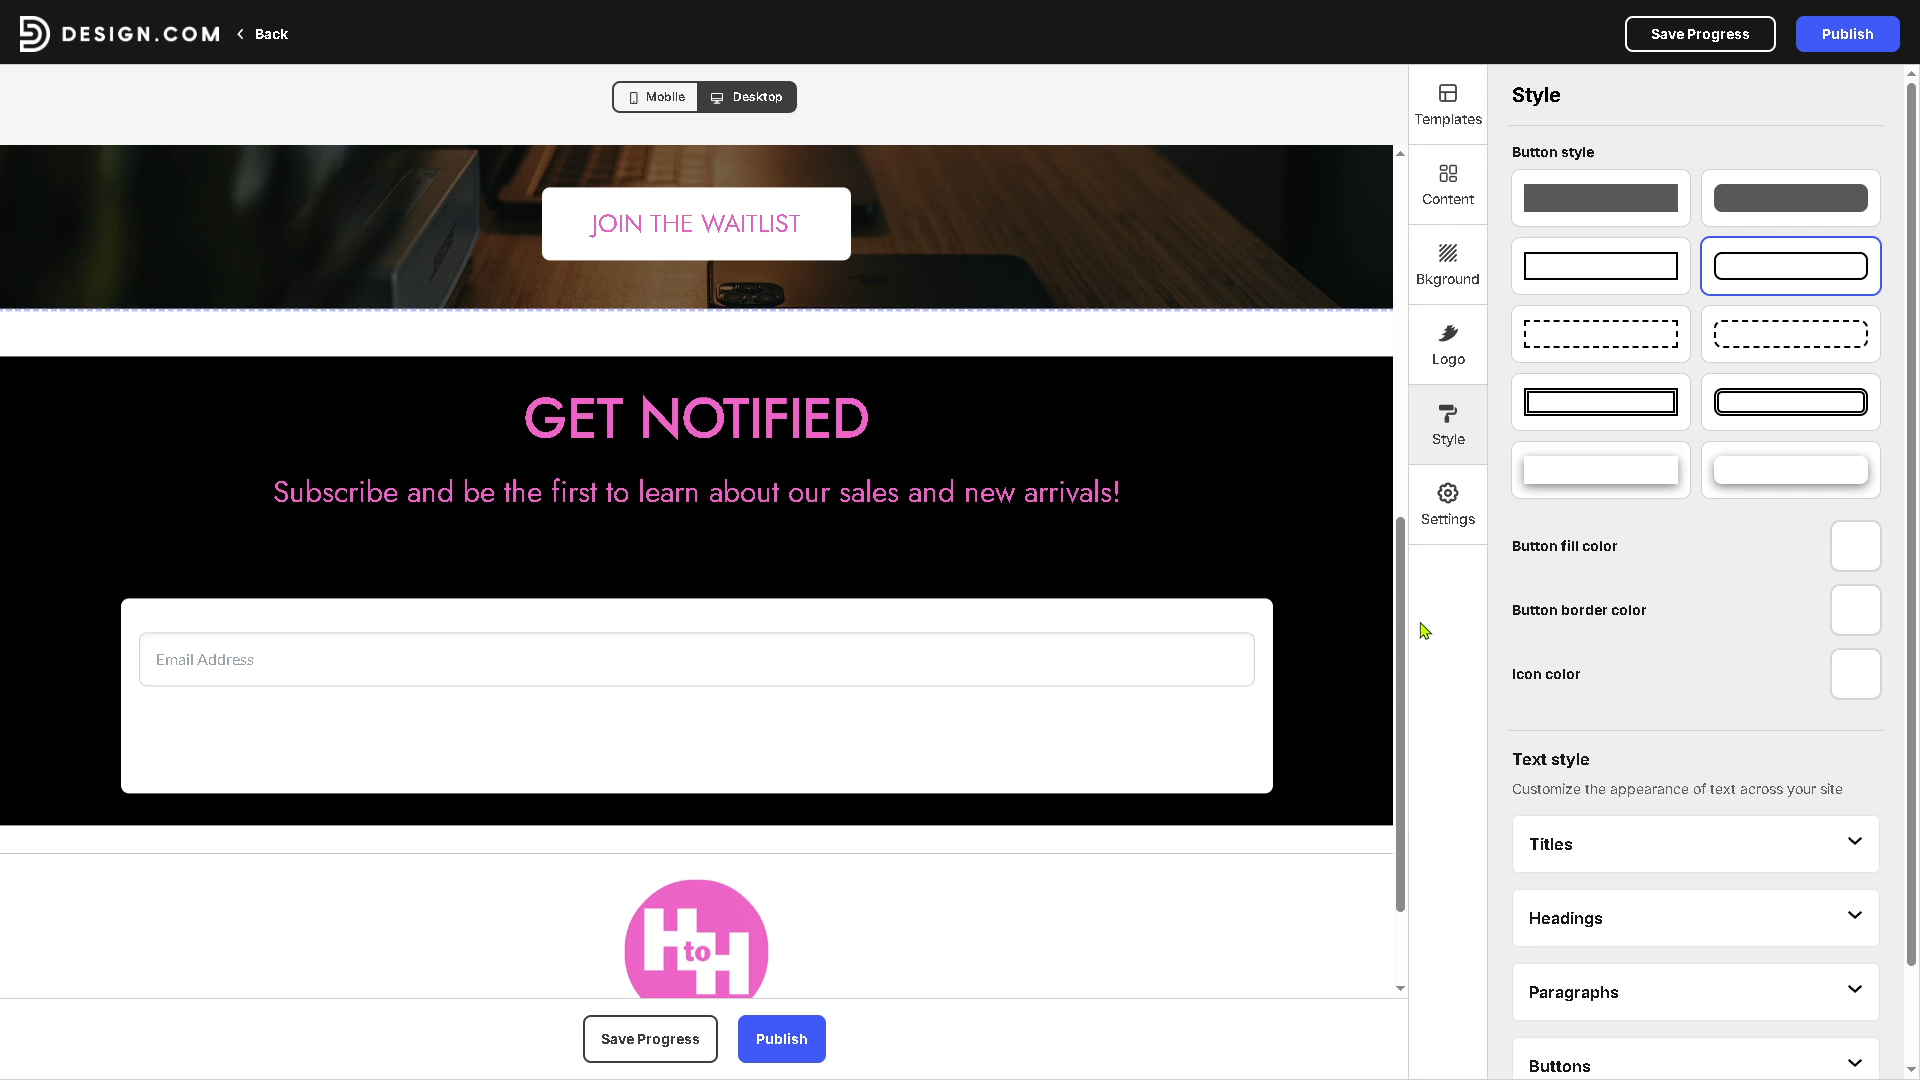 DESIGN.COM
Back
Save Progress
Publish
Mobile
Desktop
Templates
Content
Bkground
Logo
Style
Settings
JOIN THE WAITLIST
GET NOTIFIED
Subscribe and be the first to learn about our sales and new arrivals!
Email Address
H to H
Save Progress
Publish
Style
Button style
Button fill color
Button border color
Icon color
Text style
Customize the appearance of text across your site
Titles
Headings
Paragraphs
Buttons